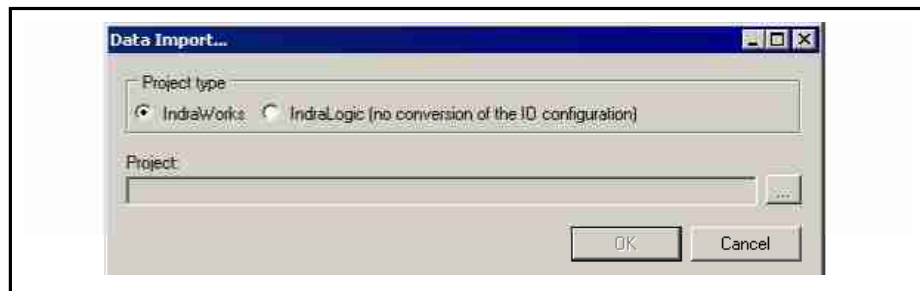 Data Import...
Project type
IndraWorks IndraLogic (no conversion of the IO configuration)
Project:
...
OK Cancel